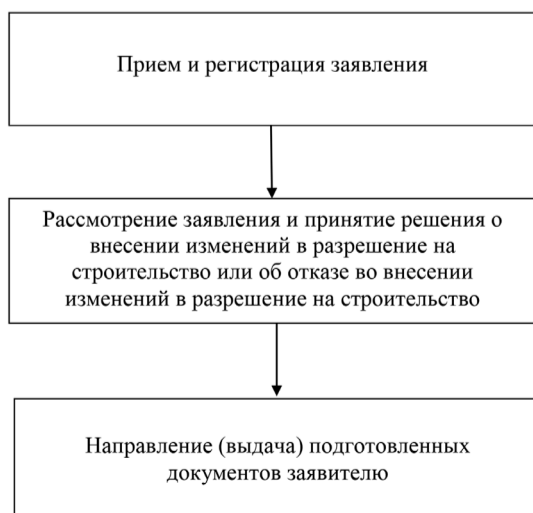 Прием и регистрация заявления
Рассмотрение заявления и принятие решения о
внесении изменений в разрешение на
строительство или об отказе во внесении
изменений в разрешение на строительство
Направление (выдача) подготовленных
документов заявителю